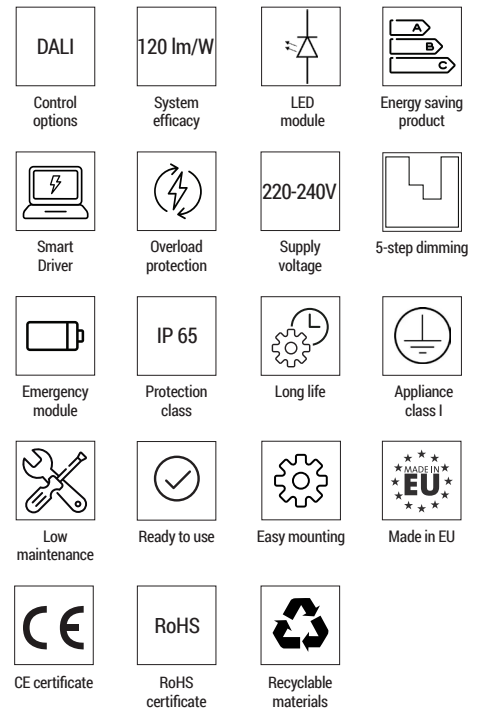 DALI
Control
options
120 lm/W
System
efficacy
LED
module
A
B
C
Energy saving
product
Smart
Driver
Overload
protection
220-240V
Supply
voltage
5-step dimming
Emergency
module
IP 65
Protection
class
Long life
Appliance
class I
Low
maintenance
Ready to use
Easy mounting
MADE IN
EU
Made in EU
CE
CE certificate
RoHS
RoHS
certificate
Recyclable
materials